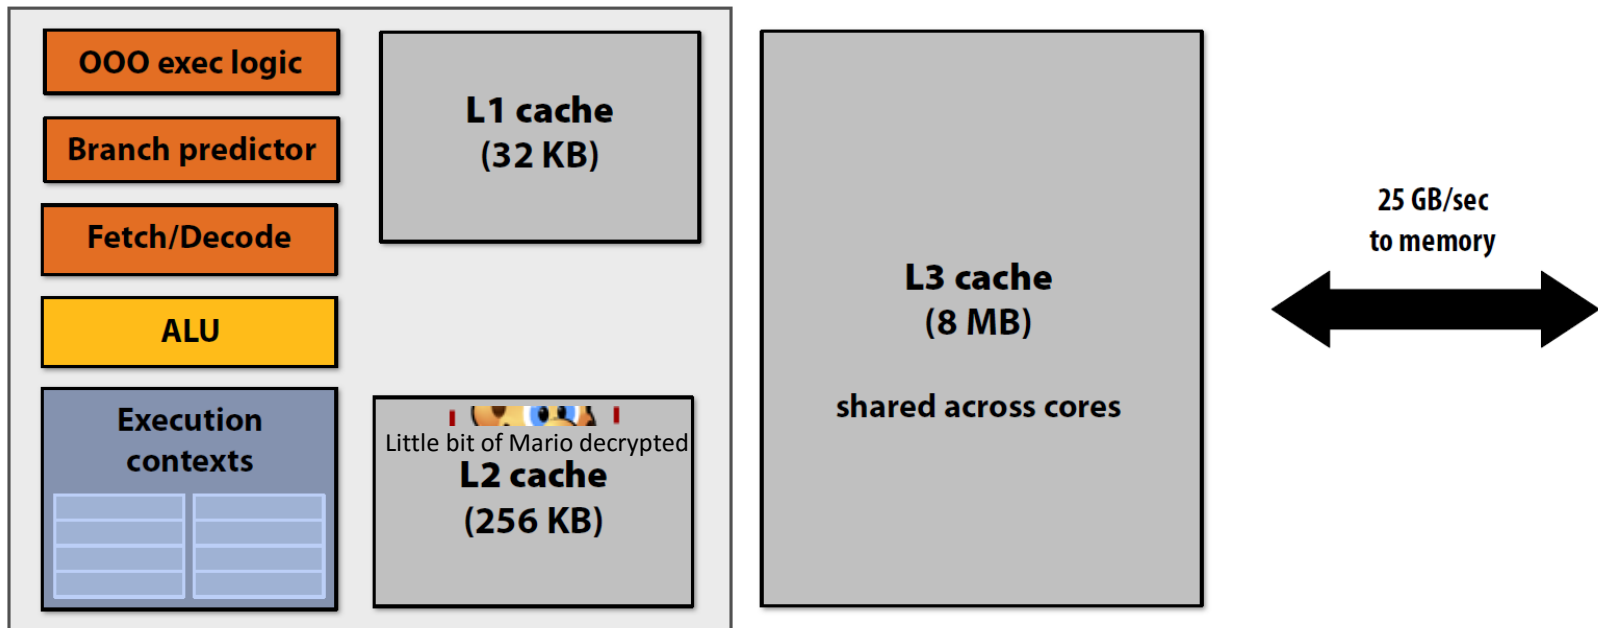 OOO exec logic
Branch predictor
Fetch/Decode
ALU
Execution
contexts
L1 cache
(32 KB)
Little bit of Mario decrypted
L2 cache
(256 KB)
L3 cache
(8 MB)
shared across cores
25 GB/sec
to memory